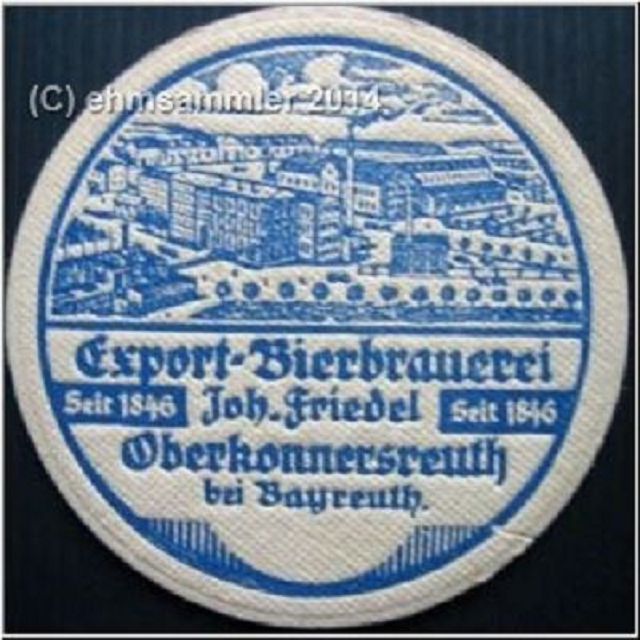 (C) ehmsammler 2014
Export-Bierbrauerei
Seit 1846 Joh. Friedel Seit 1846
Oberkonnersreuth
bei Bayreuth.